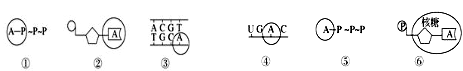 A-P~P~P
A
A C G T
T G C A
U G A C
A-P~P~P
P
核糖
A
① ② ③ ④ ⑤ ⑥